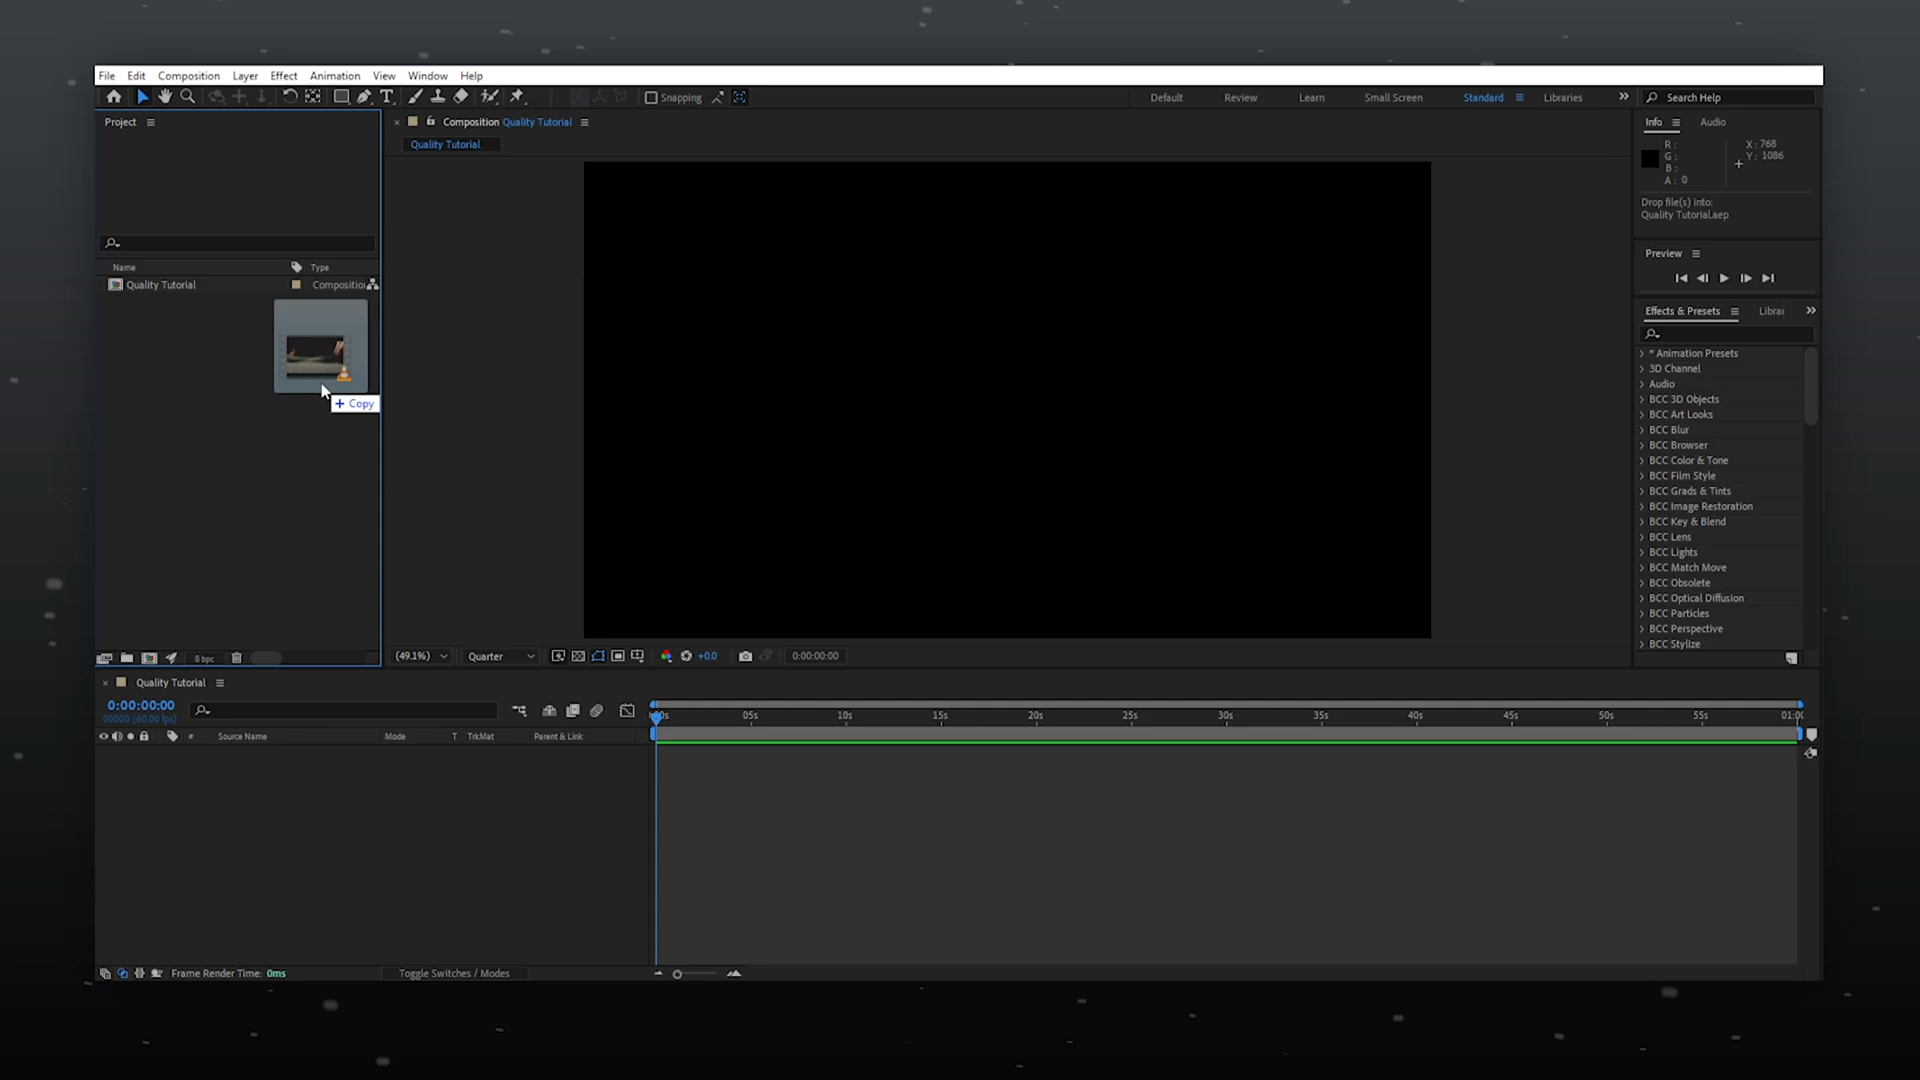 File Edit Composition Layer Effect Animation View Window Help
Snapping
Default Review Learn Small Screen Standard Libraries
Search Help
Project
Composition Quality Tutorial
Quality Tutorial
Name Type
Quality Tutorial Compositio
+ Copy
8 bpc
(49.1%) Quarter +0.0 0:00:00:00
Info Audio
R :
G :
B :
A : 0
X : 768
Y : 1086
Drop file(s) into:
Quality Tutorial.aep
Preview
Effects & Presets Librai
* Animation Presets
3D Channel
Audio
BCC 3D Objects
BCC Art Looks
BCC Blur
BCC Browser
BCC Color & Tone
BCC Film Style
BCC Grads & Tints
BCC Image Restoration
BCC Key & Blend
BCC Lens
BCC Lights
BCC Match Move
BCC Obsolete
BCC Optical Diffusion
BCC Particles
BCC Perspective
BCC Stylize
Quality Tutorial
0:00:00:00
00000 (60.00 fps)
# Source Name Mode T TrkMat Parent & Link
05s 10s 15s 20s 25s 30s 35s 40s 45s 50s 55s 01:0
Frame Render Time: 0ms
Toggle Switches / Modes